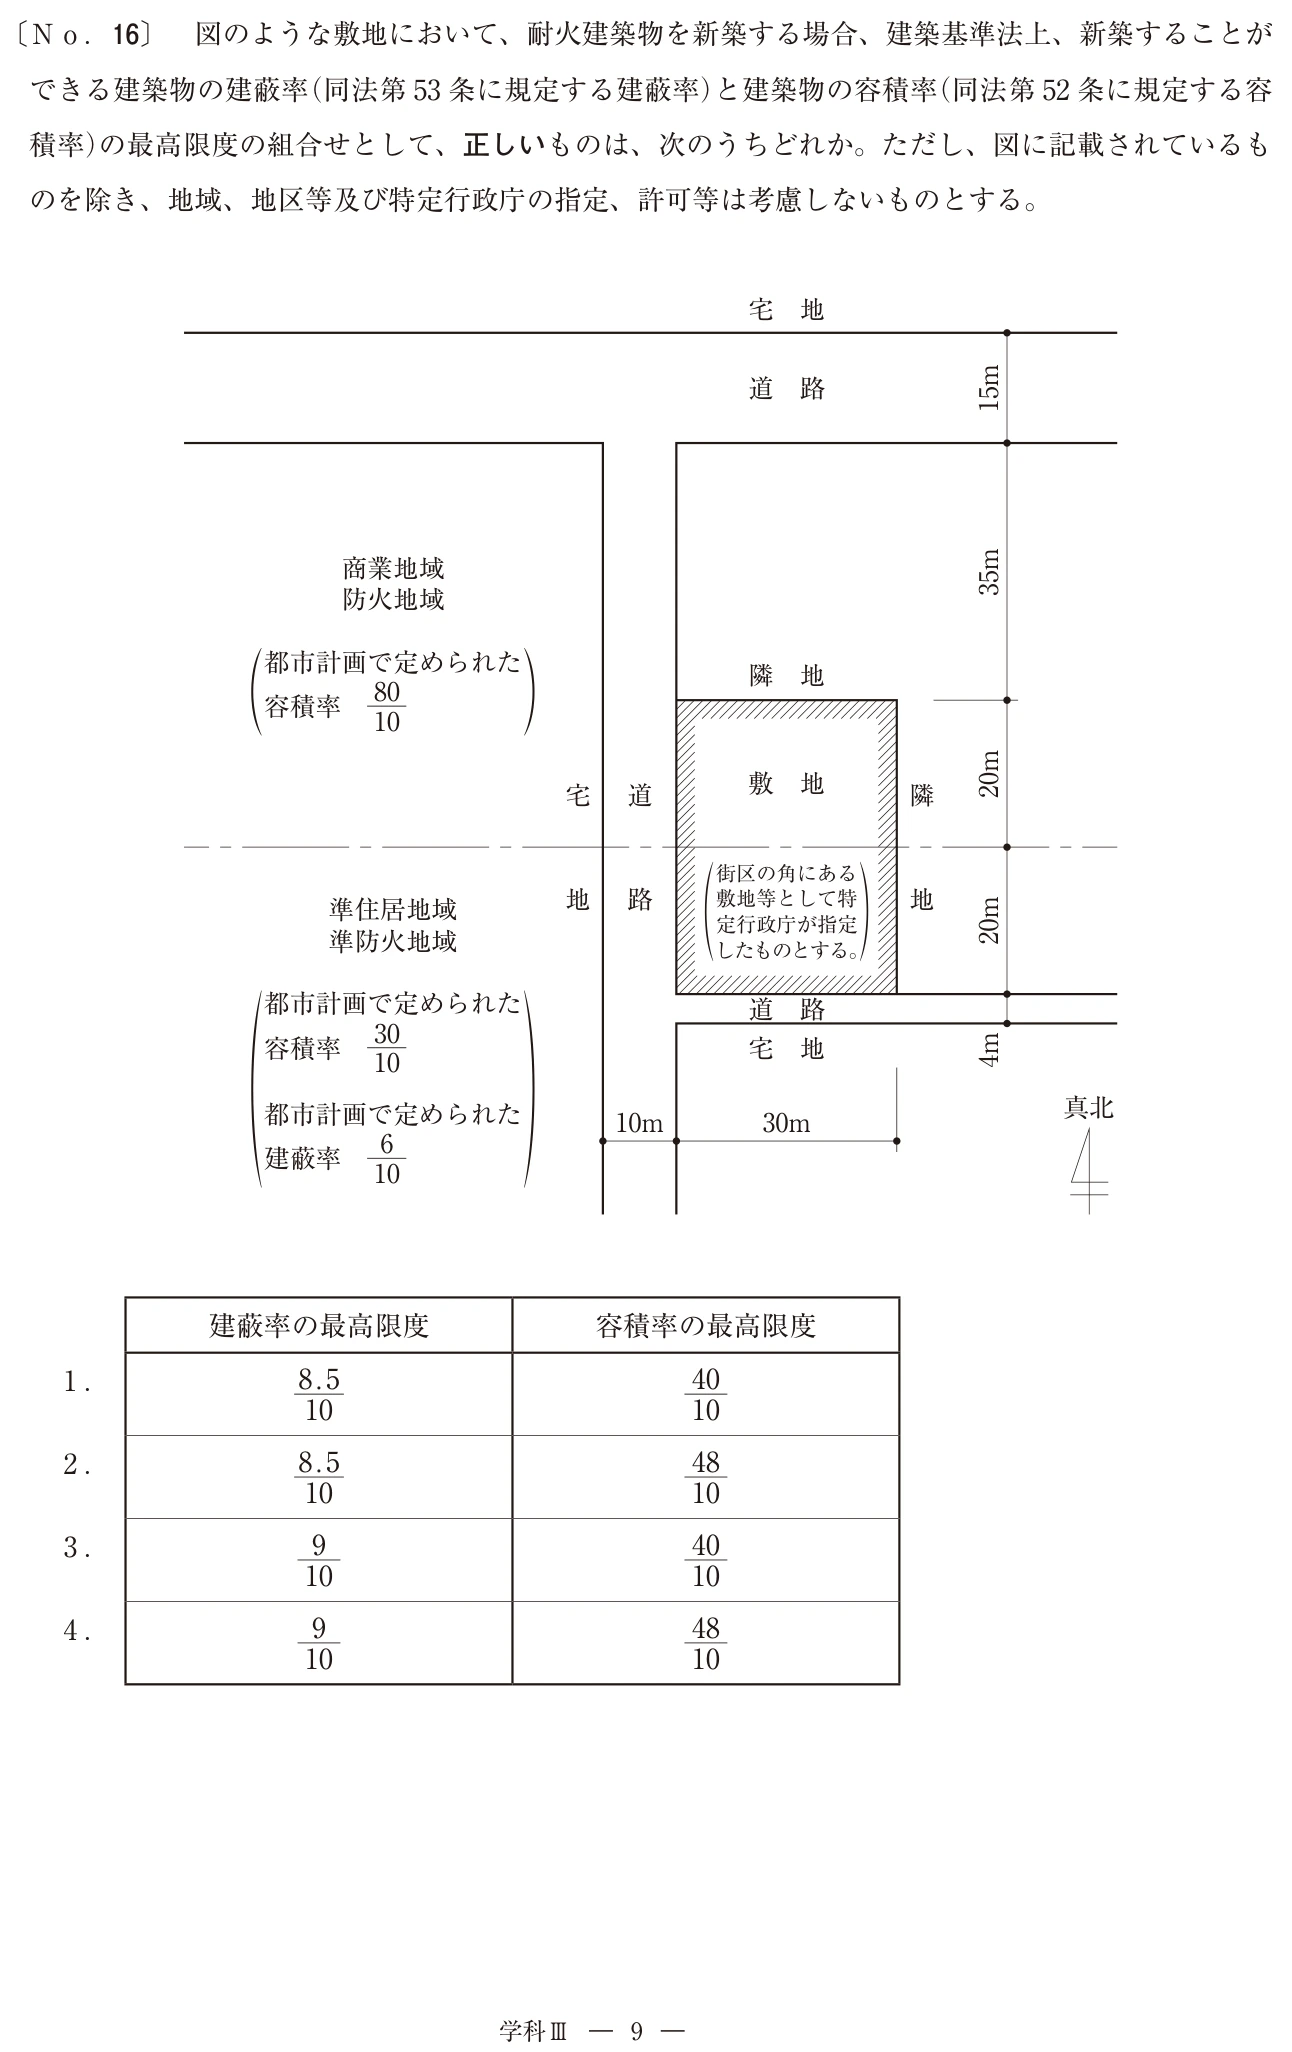 〔Ｎｏ．16〕　図のような敷地において、耐火建築物を新築する場合、建築基準法上、新築することが
できる建築物の建蔽率(同法第53条に規定する建蔽率)と建築物の容積率(同法第52条に規定する容
積率)の最高限度の組合せとして、正しいものは、次のうちどれか。ただし、図に記載されているも
のを除き、地域、地区等及び特定行政庁の指定、許可等は考慮しないものとする。
宅　地
道　路
15m
35m
商業地域
防火地域
(都市計画で定められた
容積率　80/10)
隣　地
敷　地
20m
宅　地
道　路
隣　地
(街区の角にある
敷地等として特
定行政庁が指定
したものとする。)
20m
準住居地域
準防火地域
(都市計画で定められた
容積率　30/10
都市計画で定められた
建蔽率　6/10)
道　路
宅　地
4m
10m
30m
真北
建蔽率の最高限度　容積率の最高限度
1．　8.5/10　40/10
2．　8.5/10　48/10
3．　9/10　40/10
4．　9/10　48/10
学科Ⅲ　―　9　―